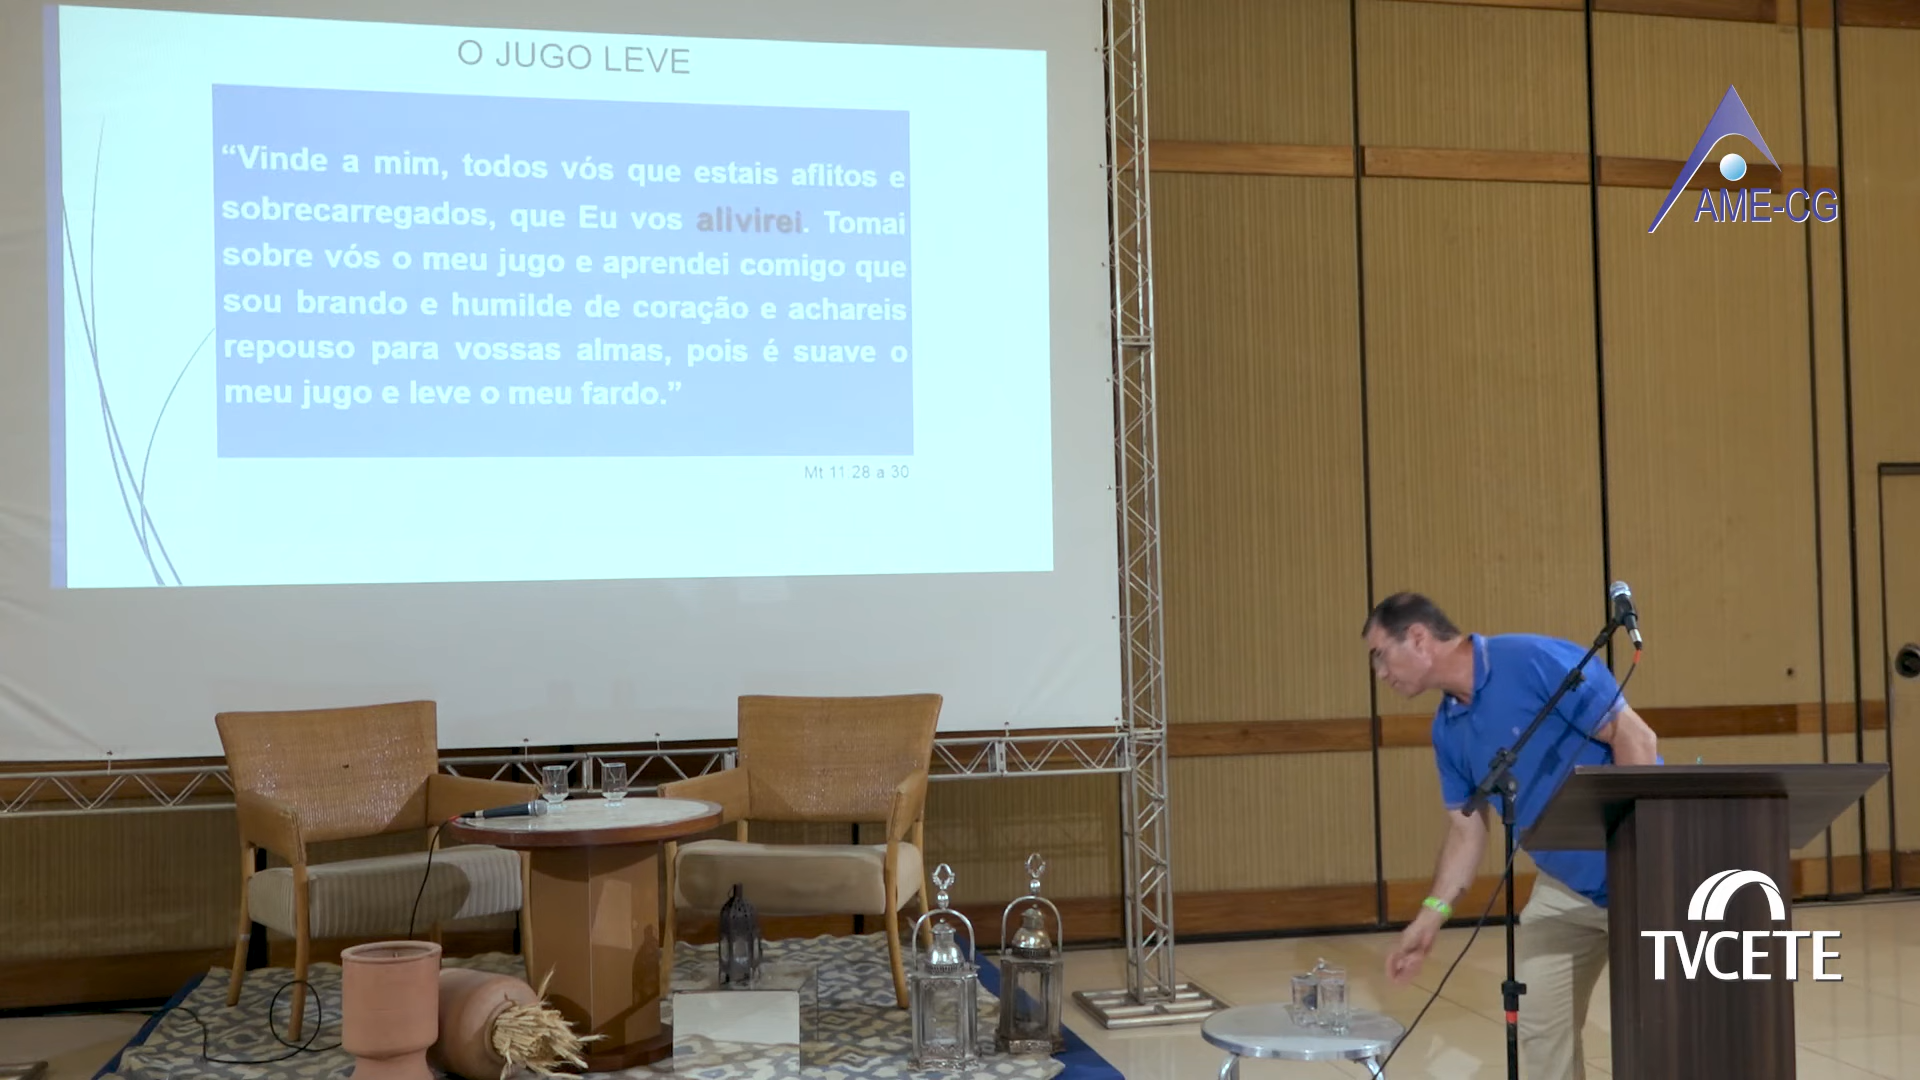 O JUGO LEVE
“Vinde a mim, todos vós que estais aflitos e
sobrecarregados, que Eu vos alivirei. Tomai
sobre vós o meu jugo e aprendei comigo que
sou brando e humilde de coração e achareis
repouso para vossas almas, pois é suave o
meu jugo e leve o meu fardo.”
Mt 11.28 a 30
AME-CG
TVCETE